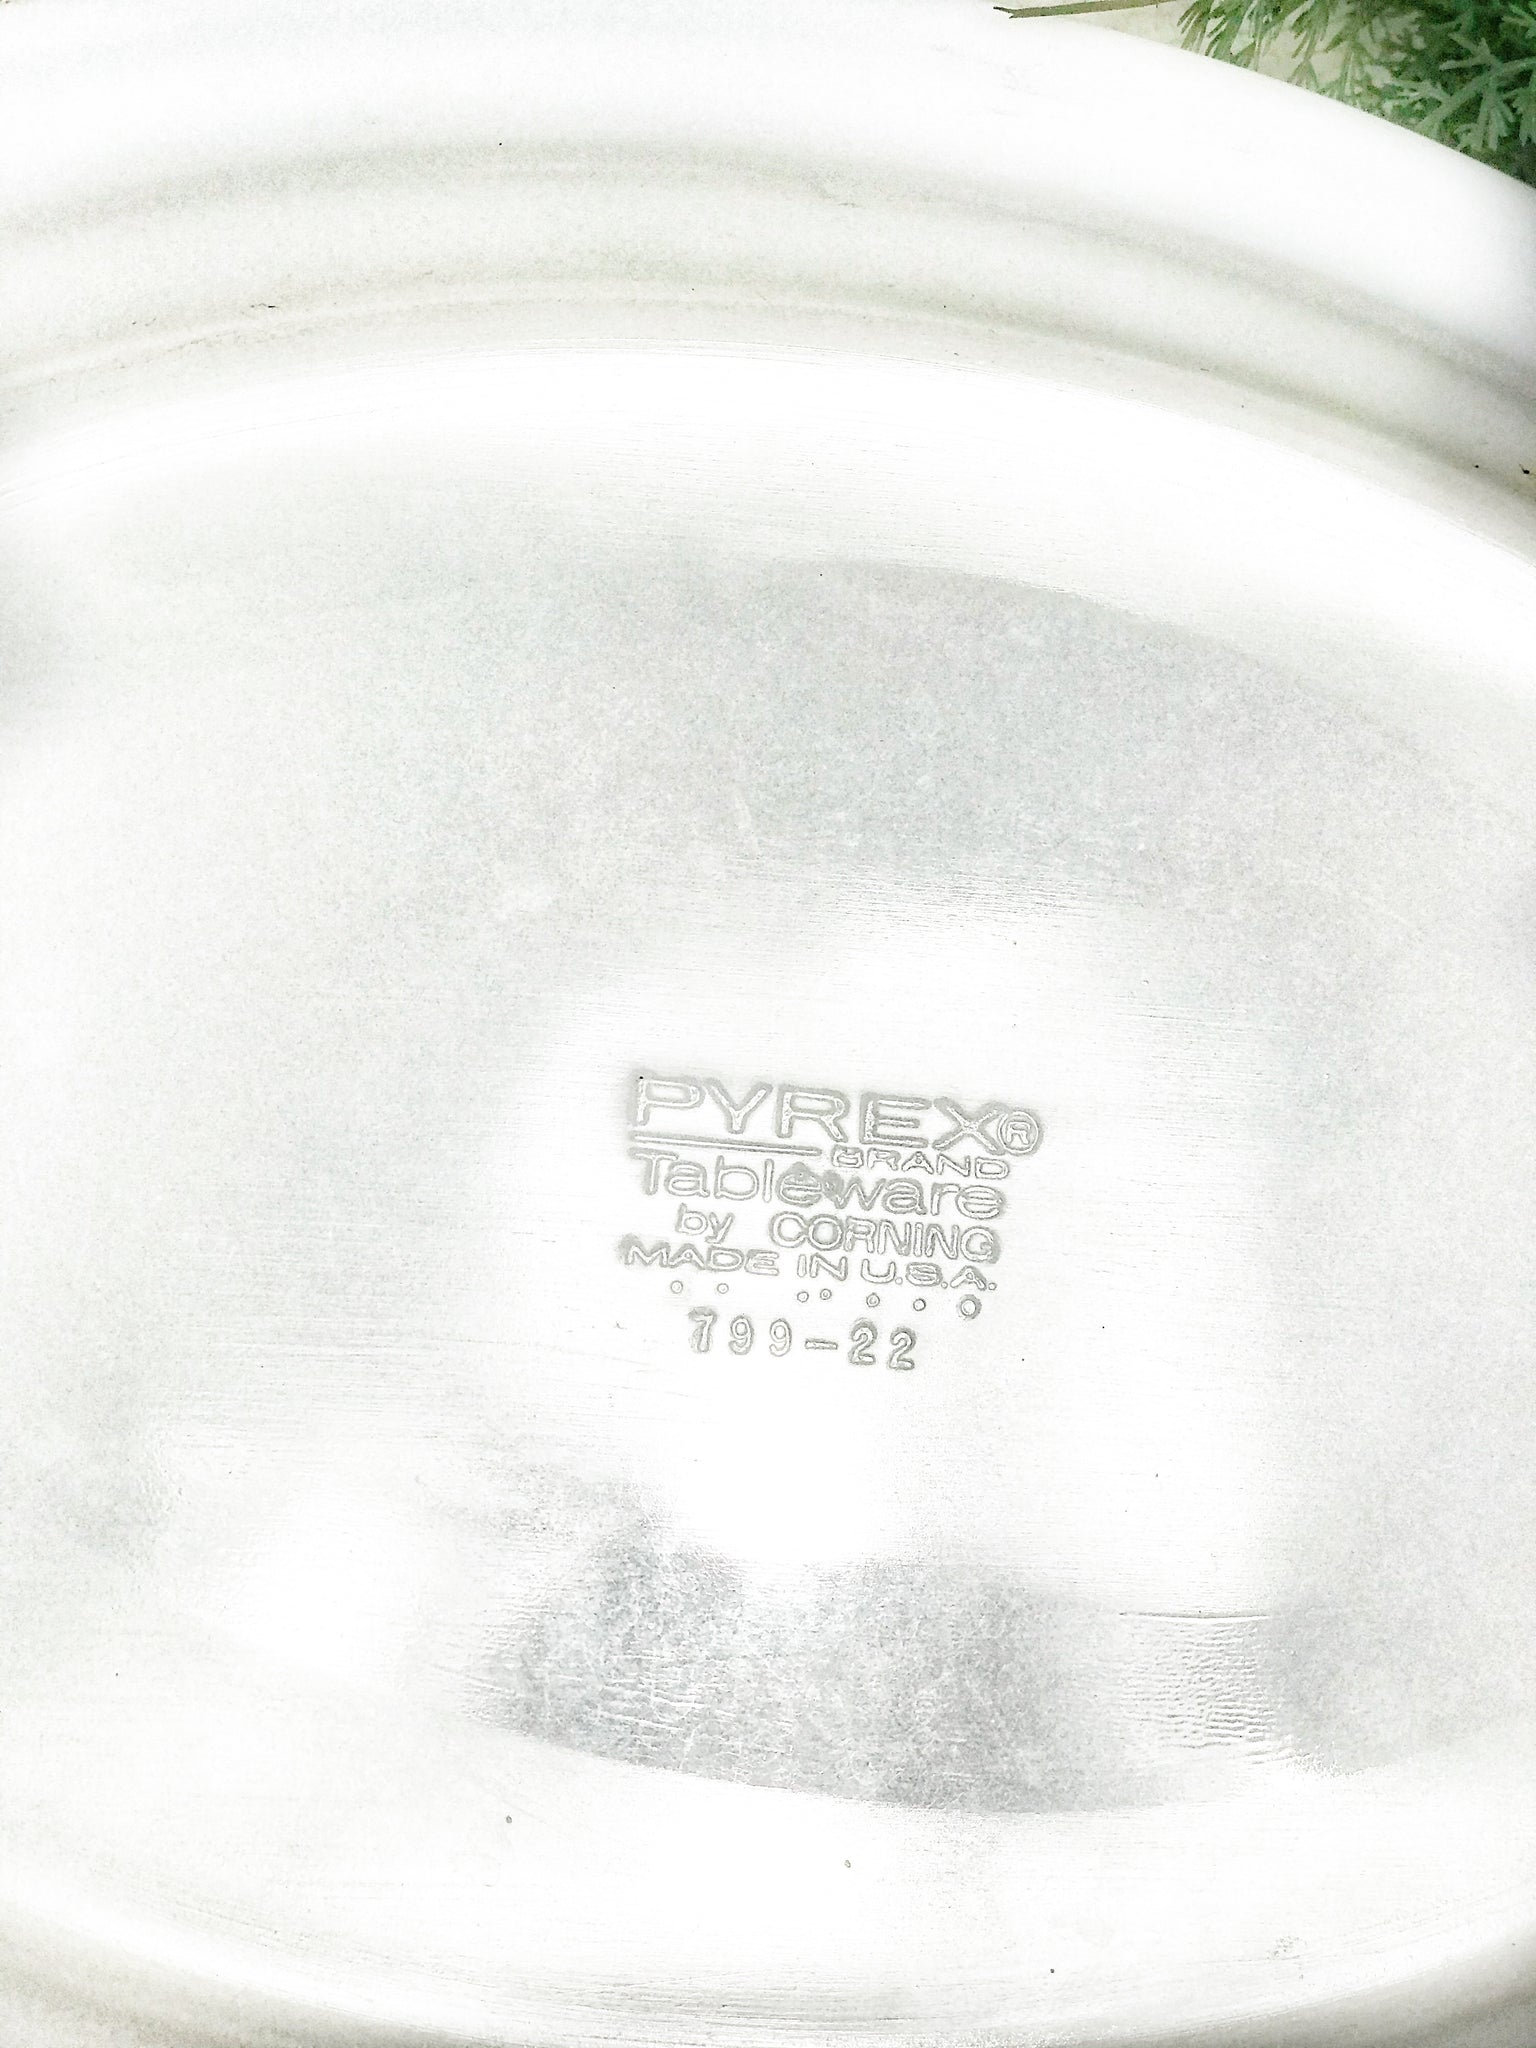 PYREX®
BRAND
Tableware
by CORNING
MADE IN U.S.A.
799-22